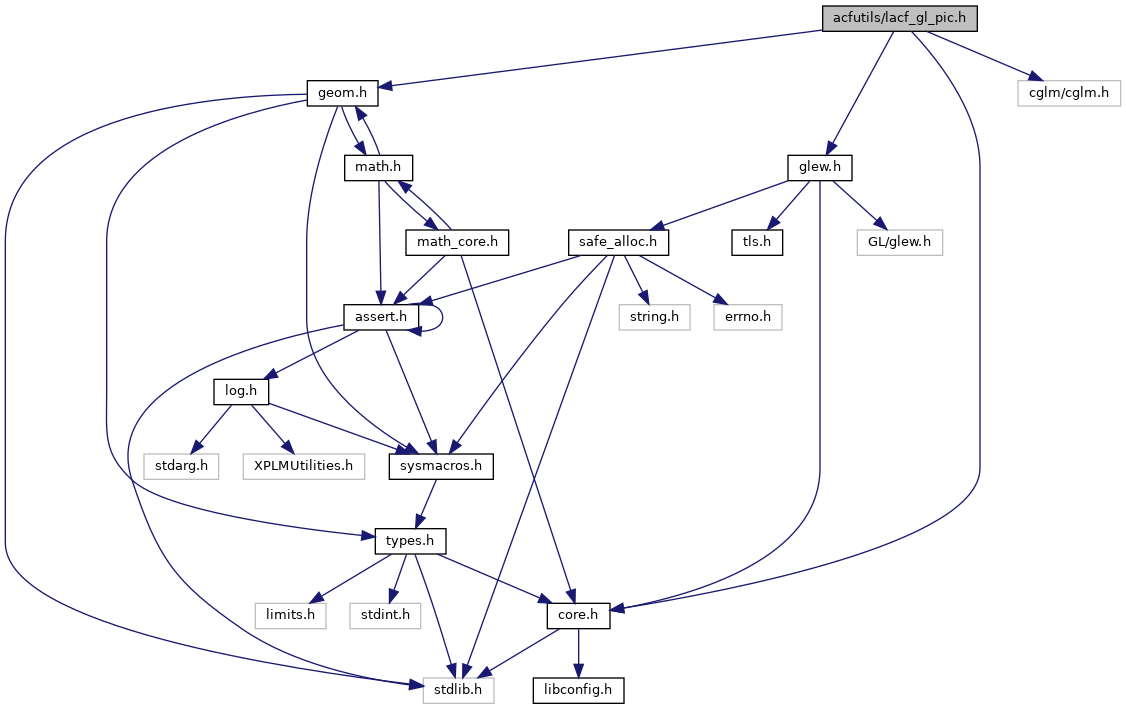 acfutils/lacf_gl_pic.h
geom.h
cglm/cglm.h
math.h
glew.h
math_core.h
safe_alloc.h
tls.h
GL/glew.h
assert.h
string.h
errno.h
log.h
stdarg.h
XPLMUtilities.h
sysmacros.h
types.h
limits.h
stdint.h
core.h
stdlib.h
libconfig.h